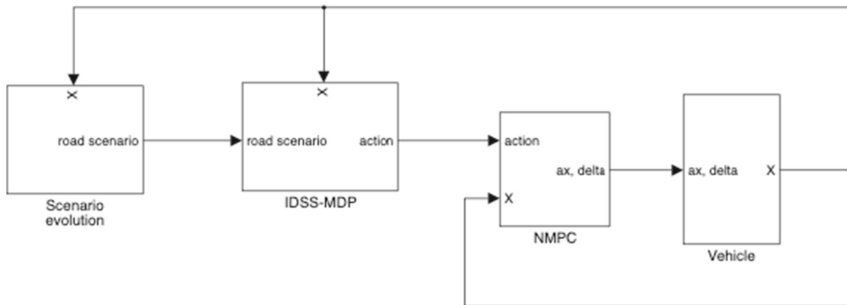 X
road scenario
Scenario
evolution
X
road scenario
action
IDSS-MDP
action
ax, delta
X
NMPC
ax, delta
X
Vehicle